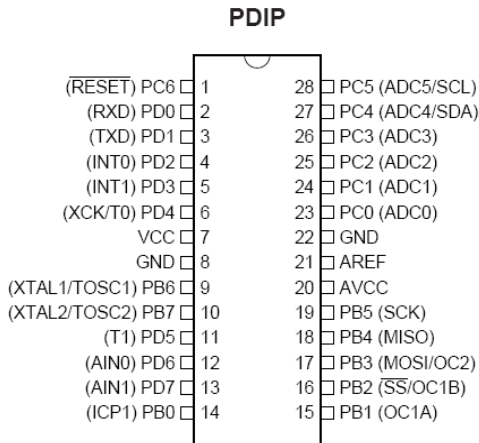 PDIP
(RESET) PC6 1 28 PC5 (ADC5/SCL)
(RXD) PD0 2 27 PC4 (ADC4/SDA)
(TXD) PD1 3 26 PC3 (ADC3)
(INT0) PD2 4 25 PC2 (ADC2)
(INT1) PD3 5 24 PC1 (ADC1)
(XCK/T0) PD4 6 23 PC0 (ADC0)
VCC 7 22 GND
GND 8 21 AREF
(XTAL1/TOSC1) PB6 9 20 AVCC
(XTAL2/TOSC2) PB7 10 19 PB5 (SCK)
(T1) PD5 11 18 PB4 (MISO)
(AIN0) PD6 12 17 PB3 (MOSI/OC2)
(AIN1) PD7 13 16 PB2 (SS/OC1B)
(ICP1) PB0 14 15 PB1 (OC1A)